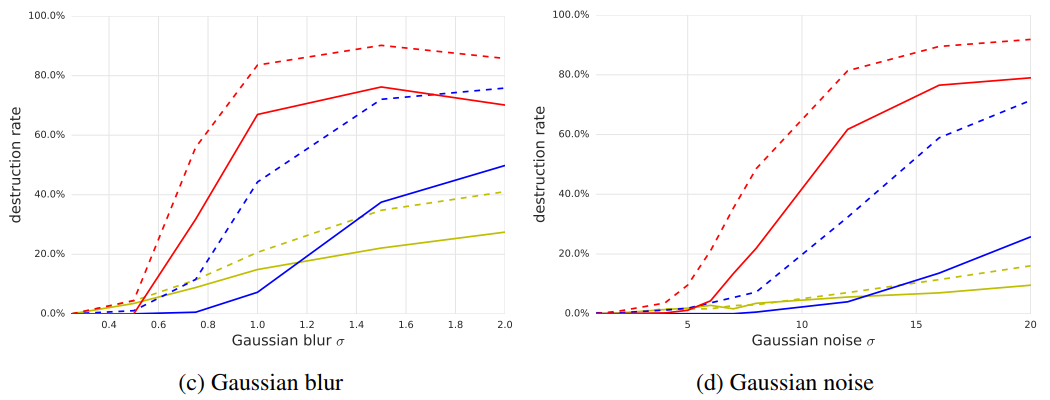 100.0%
80.0%
60.0%
40.0%
20.0%
0.0%
destruction rate
0.4 0.6 0.8 1.0 1.2 1.4 1.6 1.8 2.0
Gaussian blur σ
(c) Gaussian blur
100.0%
80.0%
60.0%
40.0%
20.0%
0.0%
destruction rate
5 10 15 20
Gaussian noise σ
(d) Gaussian noise